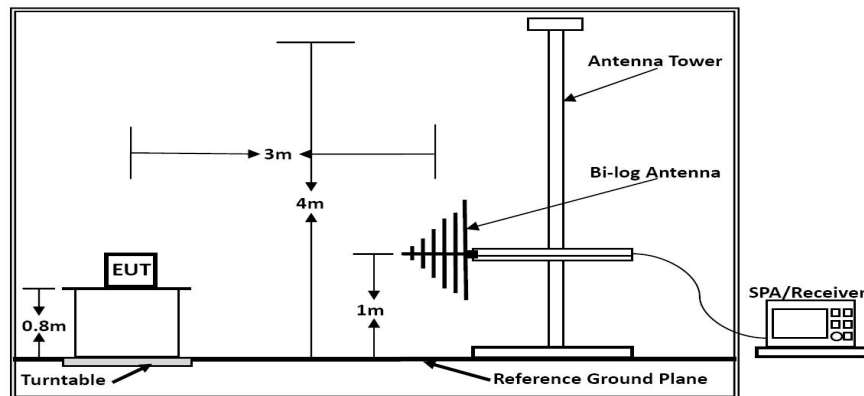 Antenna Tower
3m
Bi-log Antenna
4m
EUT
1m
SPA/Receiver
0.8m
Turntable
Reference Ground Plane